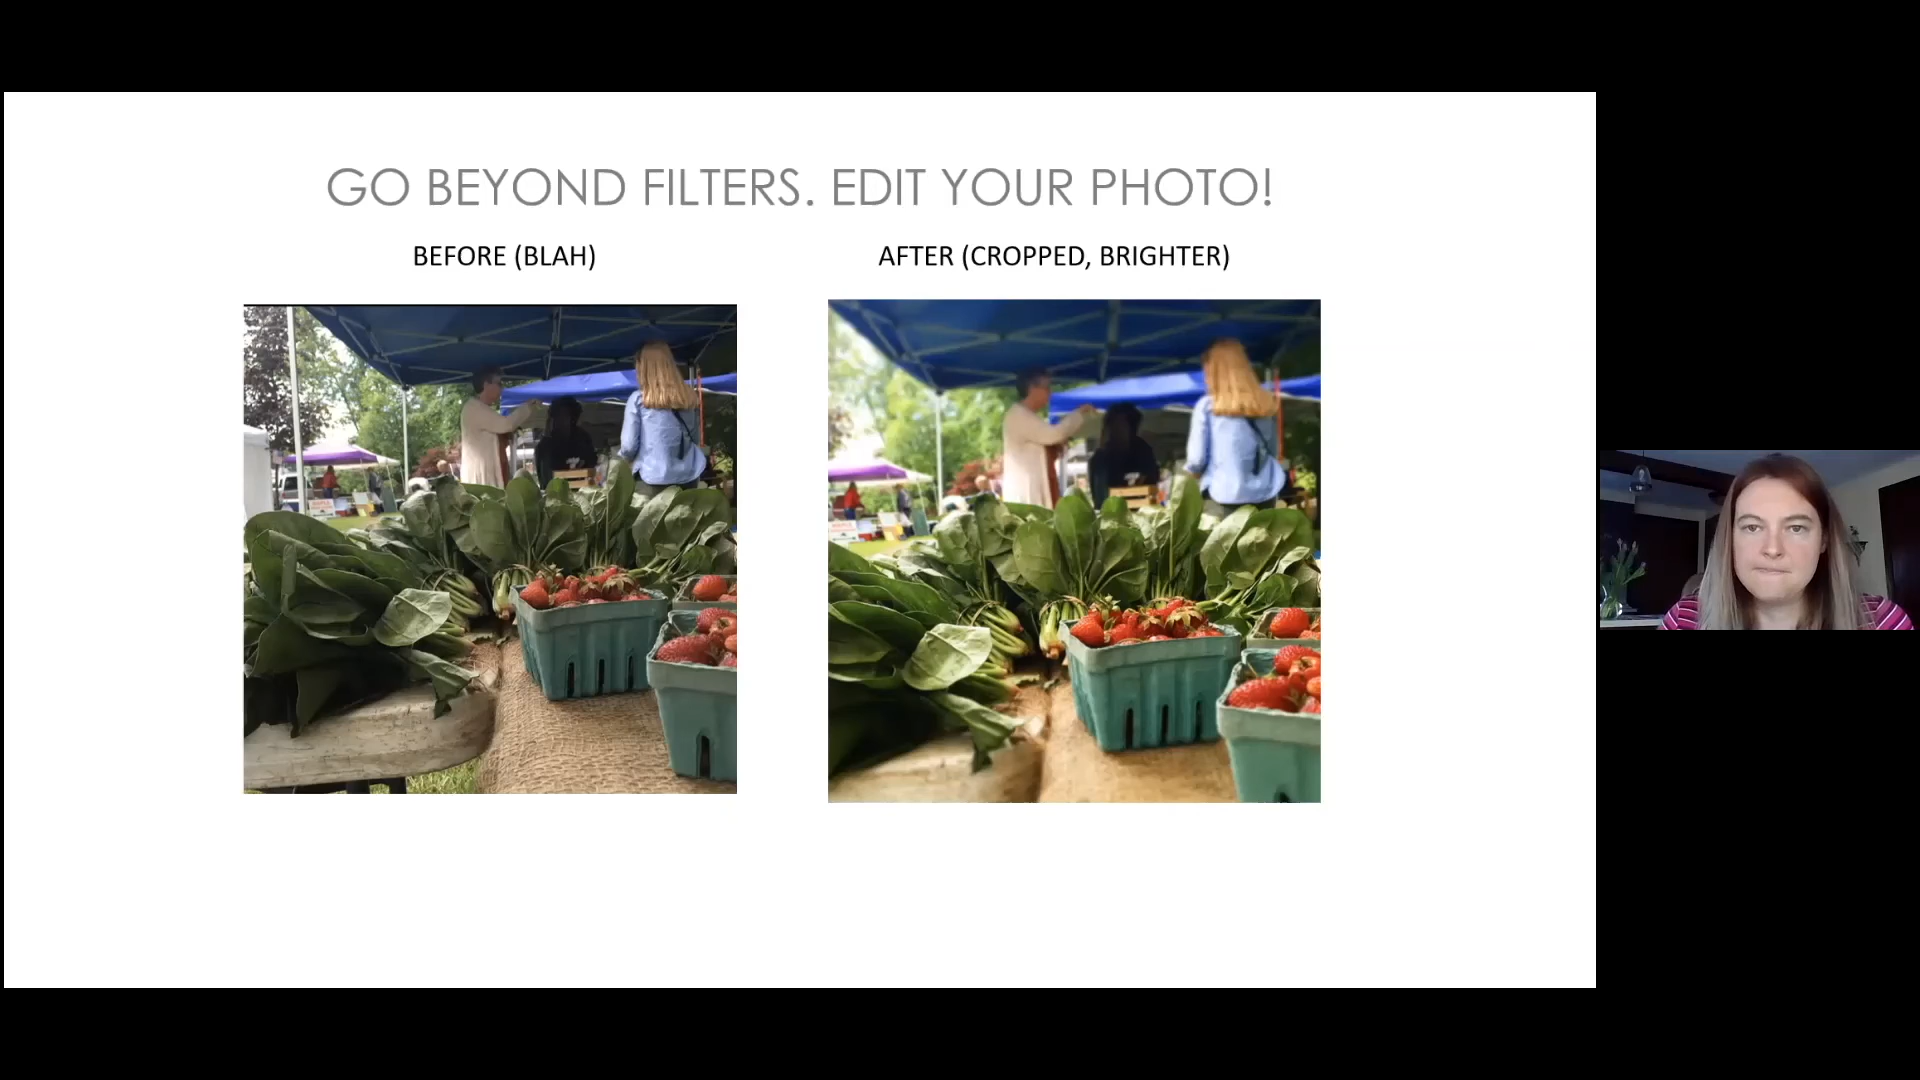 GO BEYOND FILTERS. EDIT YOUR PHOTO!
BEFORE (BLAH)
AFTER (CROPPED, BRIGHTER)